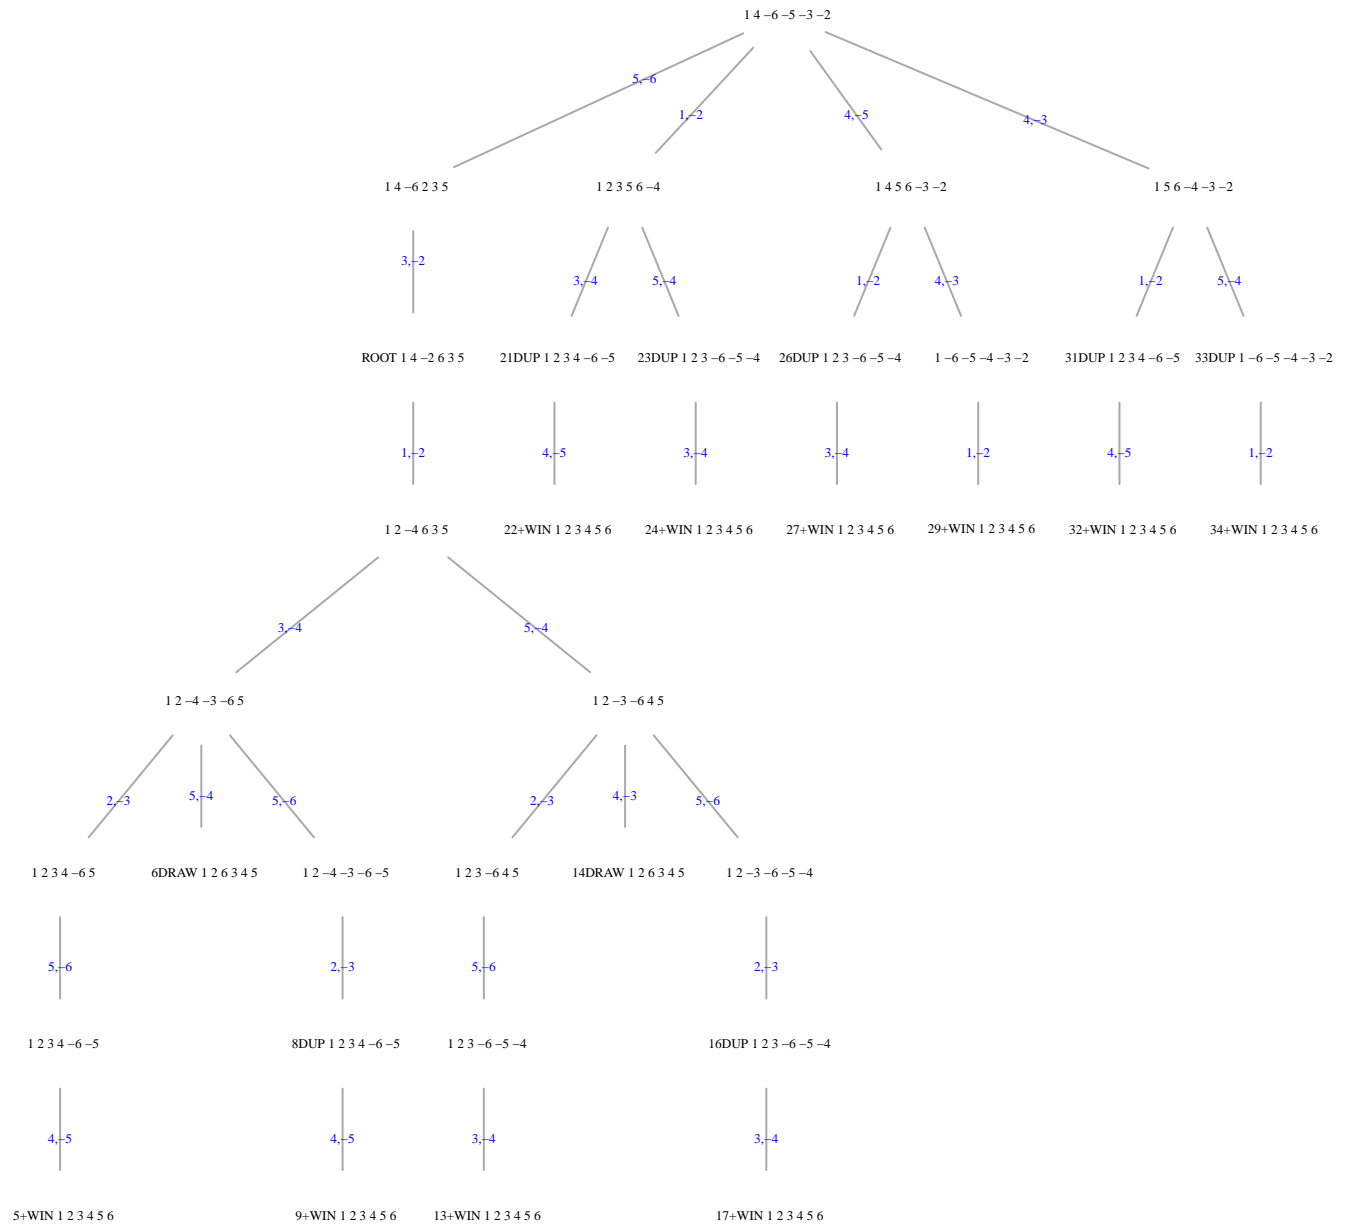 1 4 −6 −5 −3 −2
5,−6
1,−2
4,−5
4,−3
1 4 −6 2 3 5
1 2 3 5 6 −4
1 4 5 6 −3 −2
1 5 6 −4 −3 −2
3,−2
3,−4
5,−4
1,−2
4,−3
1,−2
5,−4
ROOT 1 4 −2 6 3 5
21DUP 1 2 3 4 −6 −5
23DUP 1 2 3 −6 −5 −4
26DUP 1 2 3 −6 −5 −4
1 −6 −5 −4 −3 −2
31DUP 1 2 3 4 −6 −5
33DUP 1 −6 −5 −4 −3 −2
1,−2
4,−5
3,−4
3,−4
1,−2
4,−5
1,−2
1 2 −4 6 3 5
22+WIN 1 2 3 4 5 6
24+WIN 1 2 3 4 5 6
27+WIN 1 2 3 4 5 6
29+WIN 1 2 3 4 5 6
32+WIN 1 2 3 4 5 6
34+WIN 1 2 3 4 5 6
3,−4
5,−4
1 2 −4 −3 −6 5
1 2 −3 −6 4 5
2,−3
5,−4
5,−6
2,−3
4,−3
5,−6
1 2 3 4 −6 5
6DRAW 1 2 6 3 4 5
1 2 −4 −3 −6 −5
1 2 3 −6 4 5
14DRAW 1 2 6 3 4 5
1 2 −3 −6 −5 −4
5,−6
2,−3
5,−6
2,−3
1 2 3 4 −6 −5
8DUP 1 2 3 4 −6 −5
1 2 3 −6 −5 −4
16DUP 1 2 3 −6 −5 −4
4,−5
4,−5
3,−4
3,−4
5+WIN 1 2 3 4 5 6
9+WIN 1 2 3 4 5 6
13+WIN 1 2 3 4 5 6
17+WIN 1 2 3 4 5 6